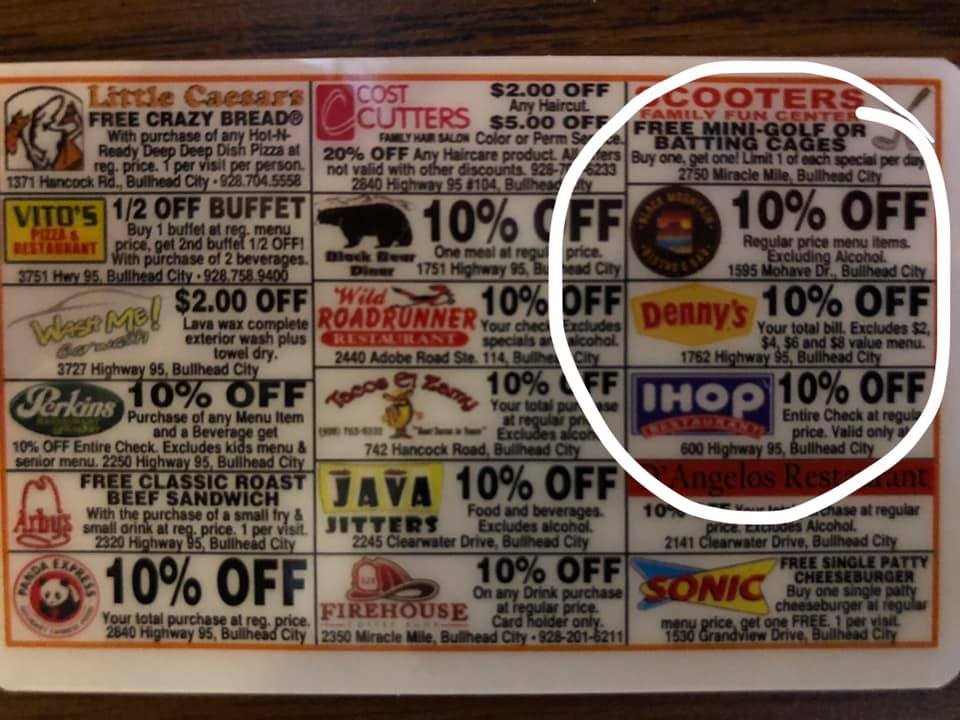 Little Caesars
FREE CRAZY BREAD®
With purchase of any Hot-N-
Ready Deep Deep Dish Pizza at
reg. price. 1 per visit per person.
1371 Hancock Rd., Bullhead City • 928.704.5558
COST
CUTTERS
FAMILY HAIR SALON
$2.00 OFF
Any Haircut.
$5.00 OFF
Color or Perm
20% OFF Any Haircare product.
not valid with other discounts.
2840 Highway 95 #104, Bullhead City
SCOOTERS
FAMILY FUN CENTER
FREE MINI-GOLF OR
BATTING CAGES
Buy one, get one! Limit 1 of each special per day
2750 Miracle Mile, Bullhead City
VITO'S
PIZZA &
RESTAURANT
1/2 OFF BUFFET
Buy 1 buffet at reg. menu
price, get 2nd buffet 1/2 OFF!
With purchase of 2 beverages.
3751 Hwy 95, Bullhead City • 928.758.9400
Black Bear
Diner
10% OFF
One meal at regular price.
1751 Highway 95, Bullhead City
BLACK MOUNTAIN
10% OFF
Regular price menu items.
Excluding Alcohol.
1595 Mohave Dr., Bullhead City
Wash Me!
Car wash
$2.00 OFF
Lava wax complete
exterior wash plus
towel dry.
3727 Highway 95, Bullhead City
Wild
ROADRUNNER
RESTAURANT
10% OFF
Your check Excludes
specials alcohol.
2440 Adobe Road Ste. 114, Bullhead City
Denny's
10% OFF
Your total bill. Excludes $2,
$4, $6 and $8 value menu.
1762 Highway 95, Bullhead City
Perkins
10% OFF
Purchase of any Menu Item
and a Beverage get
10% OFF Entire Check. Excludes kids menu &
senior menu. 2250 Highway 95, Bullhead City
Tacos El Zamy
10% OFF
Your total purchase
at regular
Excludes alcohol
742 Hancock Road, Bullhead City
IHOP
RESTAURANT
10% OFF
Entire Check at regular
price. Valid only at
600 Highway 95, Bullhead City
Arby's
FREE CLASSIC ROAST
BEEF SANDWICH
With the purchase of a small fry &
small drink at reg. price. 1 per visit.
2320 Highway 95, Bullhead City
JAVA
JITTERS
10% OFF
Food and beverages.
Excludes alcohol.
2245 Clearwater Drive, Bullhead City
D'Angelos Restaurant
purchase at regular
price. Excludes Alcohol.
2141 Clearwater Drive, Bullhead City
PANDA EXPRESS
10% OFF
Your total purchase at reg. price.
2840 Highway 95, Bullhead City
FIREHOUSE
10% OFF
On any Drink purchase
at regular price.
Card holder only.
2350 Miracle Mile, Bullhead City • 928-201-6211
SONIC
FREE SINGLE PATTY
CHEESEBURGER
Buy one single patty
cheeseburger at regular
menu price, get one FREE. 1 per visit.
1530 Grandview Drive, Bullhead City